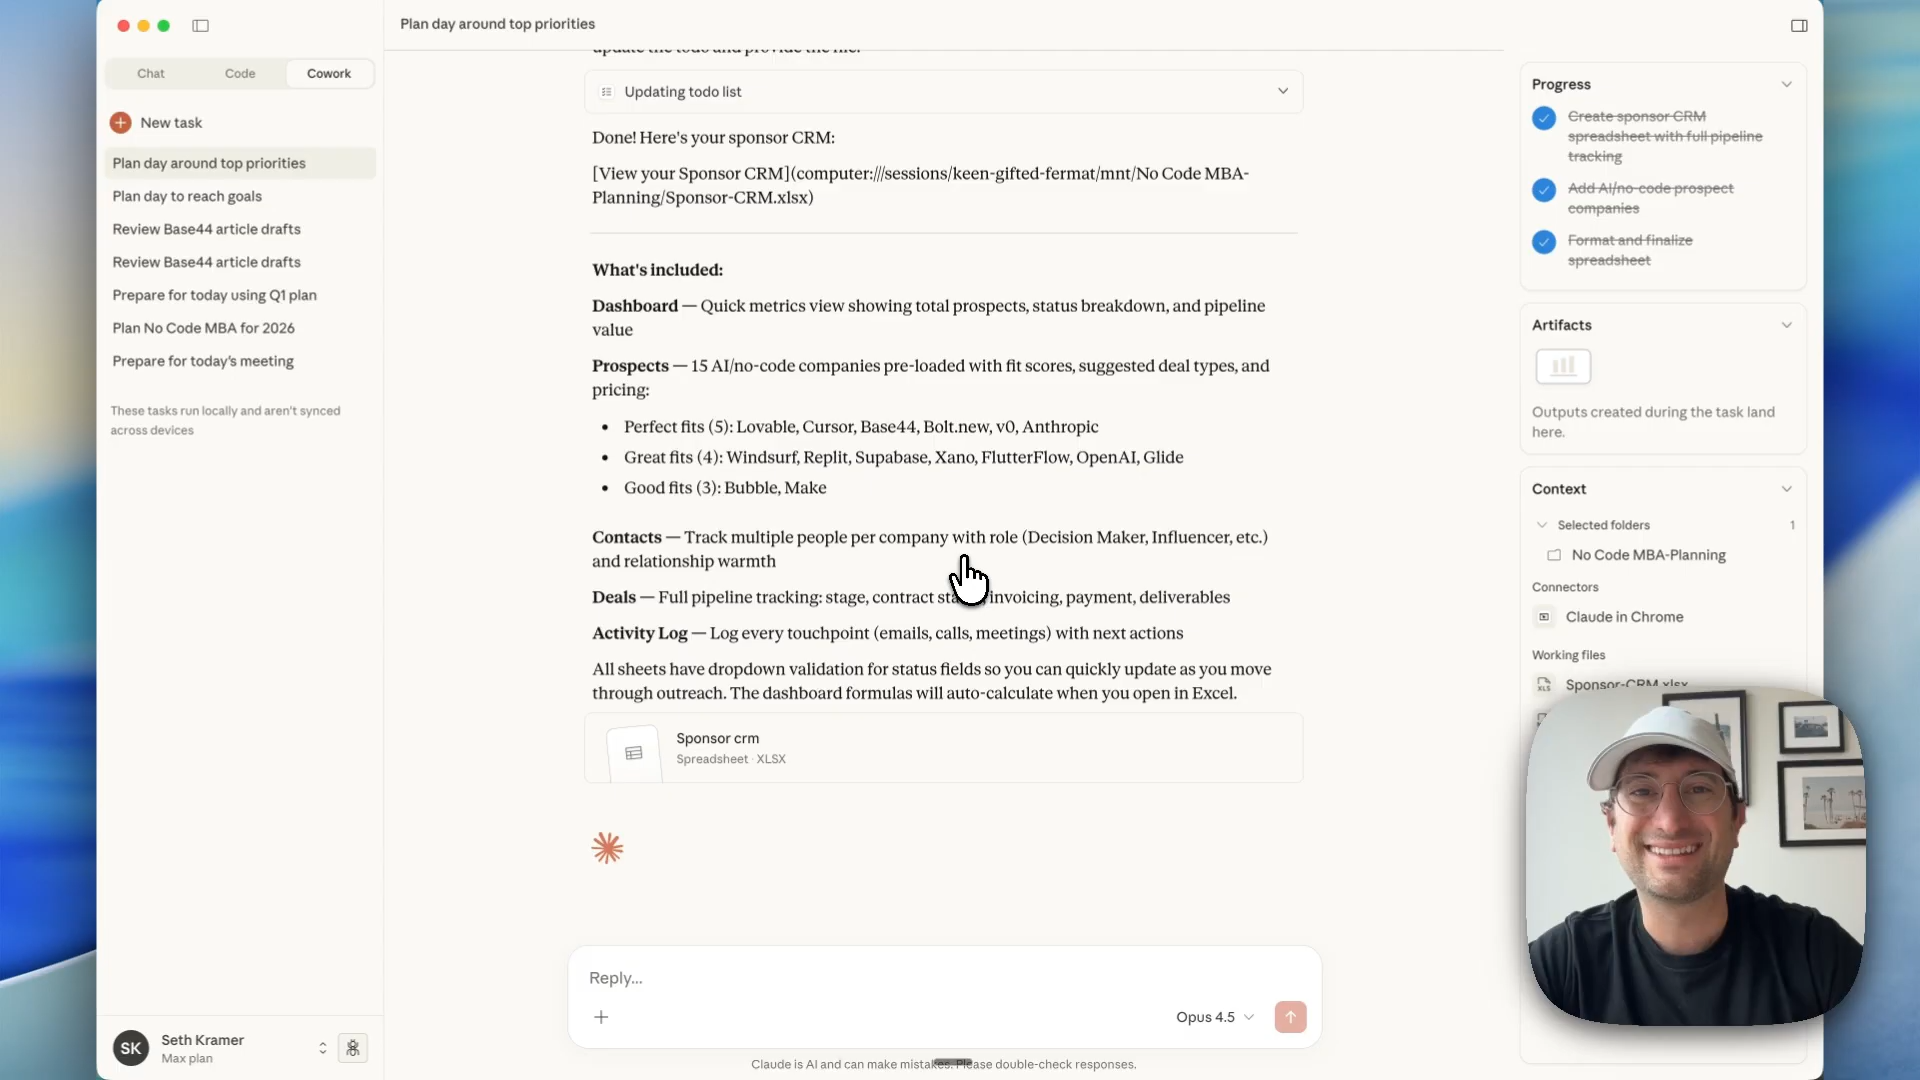 Plan day around top priorities
Chat
Code
Cowork
New task
Plan day around top priorities
Plan day to reach goals
Review Base44 article drafts
Review Base44 article drafts
Prepare for today using Q1 plan
Plan No Code MBA for 2026
Prepare for today's meeting
These tasks run locally and aren't synced
across devices
SK
Seth Kramer
Max plan
update the todo and provide the file.
Updating todo list
Done! Here's your sponsor CRM:
[View your Sponsor CRM](computer:///sessions/keen-gifted-fermat/mnt/No Code MBA-
Planning/Sponsor-CRM.xlsx)
What's included:
Dashboard — Quick metrics view showing total prospects, status breakdown, and pipeline
value
Prospects — 15 AI/no-code companies pre-loaded with fit scores, suggested deal types, and
pricing:
• Perfect fits (5): Lovable, Cursor, Base44, Bolt.new, v0, Anthropic
• Great fits (4): Windsurf, Replit, Supabase, Xano, FlutterFlow, OpenAI, Glide
• Good fits (3): Bubble, Make
Contacts — Track multiple people per company with role (Decision Maker, Influencer, etc.)
and relationship warmth
Deals — Full pipeline tracking: stage, contract invoicing, payment, deliverables
Activity Log — Log every touchpoint (emails, calls, meetings) with next actions
All sheets have dropdown validation for status fields so you can quickly update as you move
through outreach. The dashboard formulas will auto-calculate when you open in Excel.
Sponsor crm
Spreadsheet · XLSX
Reply...
Opus 4.5
Claude is AI and can make mistakes. Please double-check responses.
Progress
Create sponsor CRM
spreadsheet with full pipeline
tracking
Add AI/no-code prospect
companies
Format and finalize
spreadsheet
Artifacts
Outputs created during the task land
here.
Context
Selected folders
1
No Code MBA-Planning
Connectors
Claude in Chrome
Working files
XLS
Sponsor-CRM.xlsx